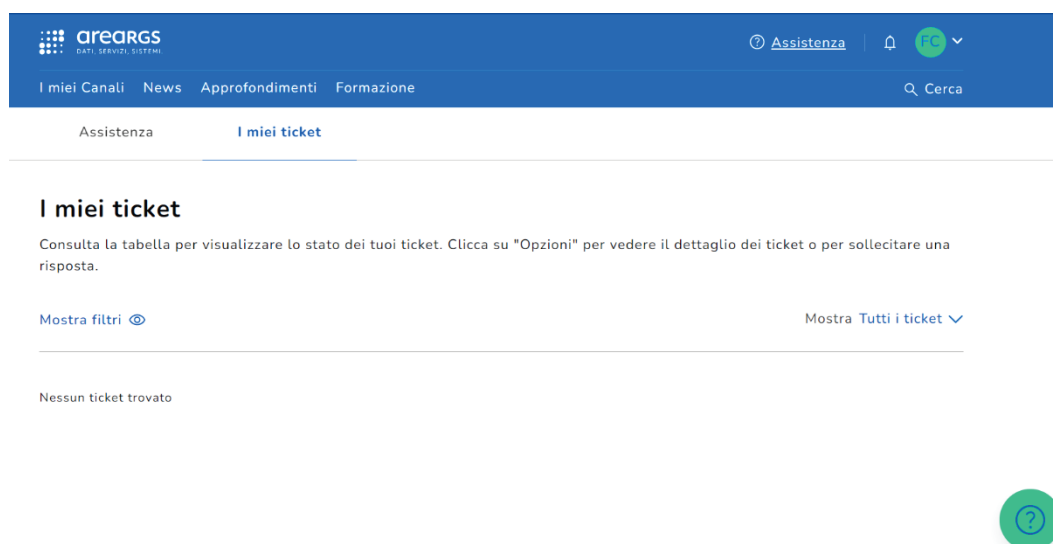 areaRGS
DATI, SERVIZI, SISTEMI.
Assistenza
FC
I miei Canali News Approfondimenti Formazione
Cerca
Assistenza I miei ticket
I miei ticket
Consulta la tabella per visualizzare lo stato dei tuoi ticket. Clicca su "Opzioni" per vedere il dettaglio dei ticket o per sollecitare una
risposta.
Mostra filtri
Mostra Tutti i ticket
Nessun ticket trovato